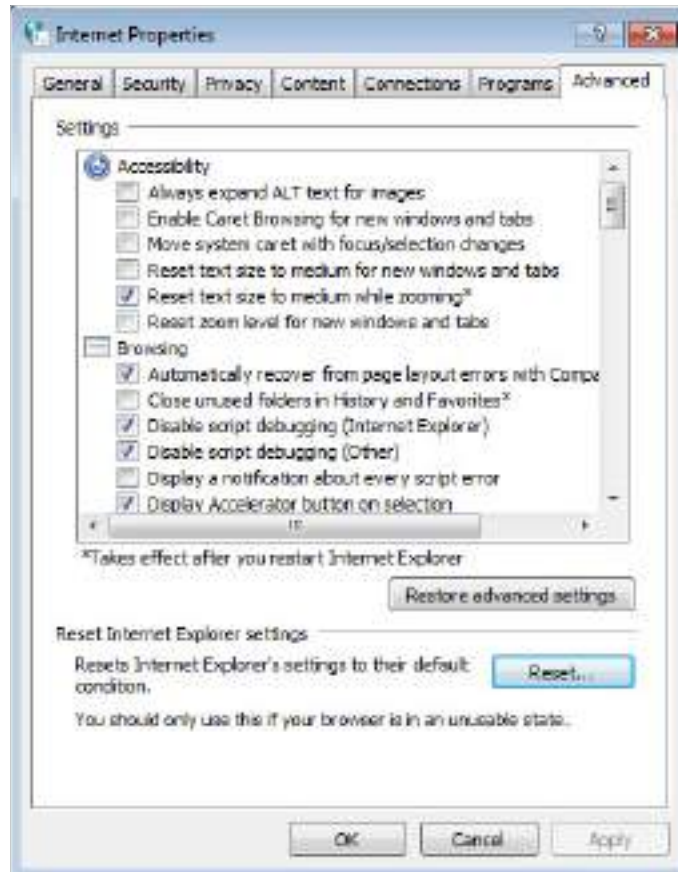 Internet Properties
General Security Privacy Content Connections Programs Advanced
Settings
Accessibility
Always expand ALT text for images
Enable Caret Browsing for new windows and tabs
Move system caret with focus/selection changes
Reset text size to medium for new windows and tabs
Reset text size to medium while zooming*
Reset zoom level for new windows and tabs
Browsing
Automatically recover from page layout errors with Compa
Close unused folders in History and Favorites*
Disable script debugging (Internet Explorer)
Disable script debugging (Other)
Display a notification about every script error
Display Accelerator button on selection
*Takes effect after you restart Internet Explorer
Restore advanced settings
Reset Internet Explorer settings
Resets Internet Explorer's settings to their default
condition.
Reset...
You should only use this if your browser is in an unusable state.
OK Cancel Apply